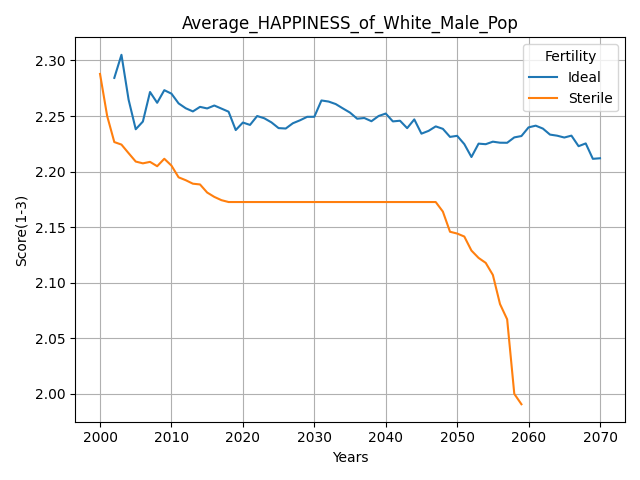 Average_HAPPINESS_of_White_Male_Pop
Fertility
Ideal
Sterile
Score(1-3)
2.30
2.25
2.20
2.15
2.10
2.05
2.00
2000 2010 2020 2030 2040 2050 2060 2070
Years